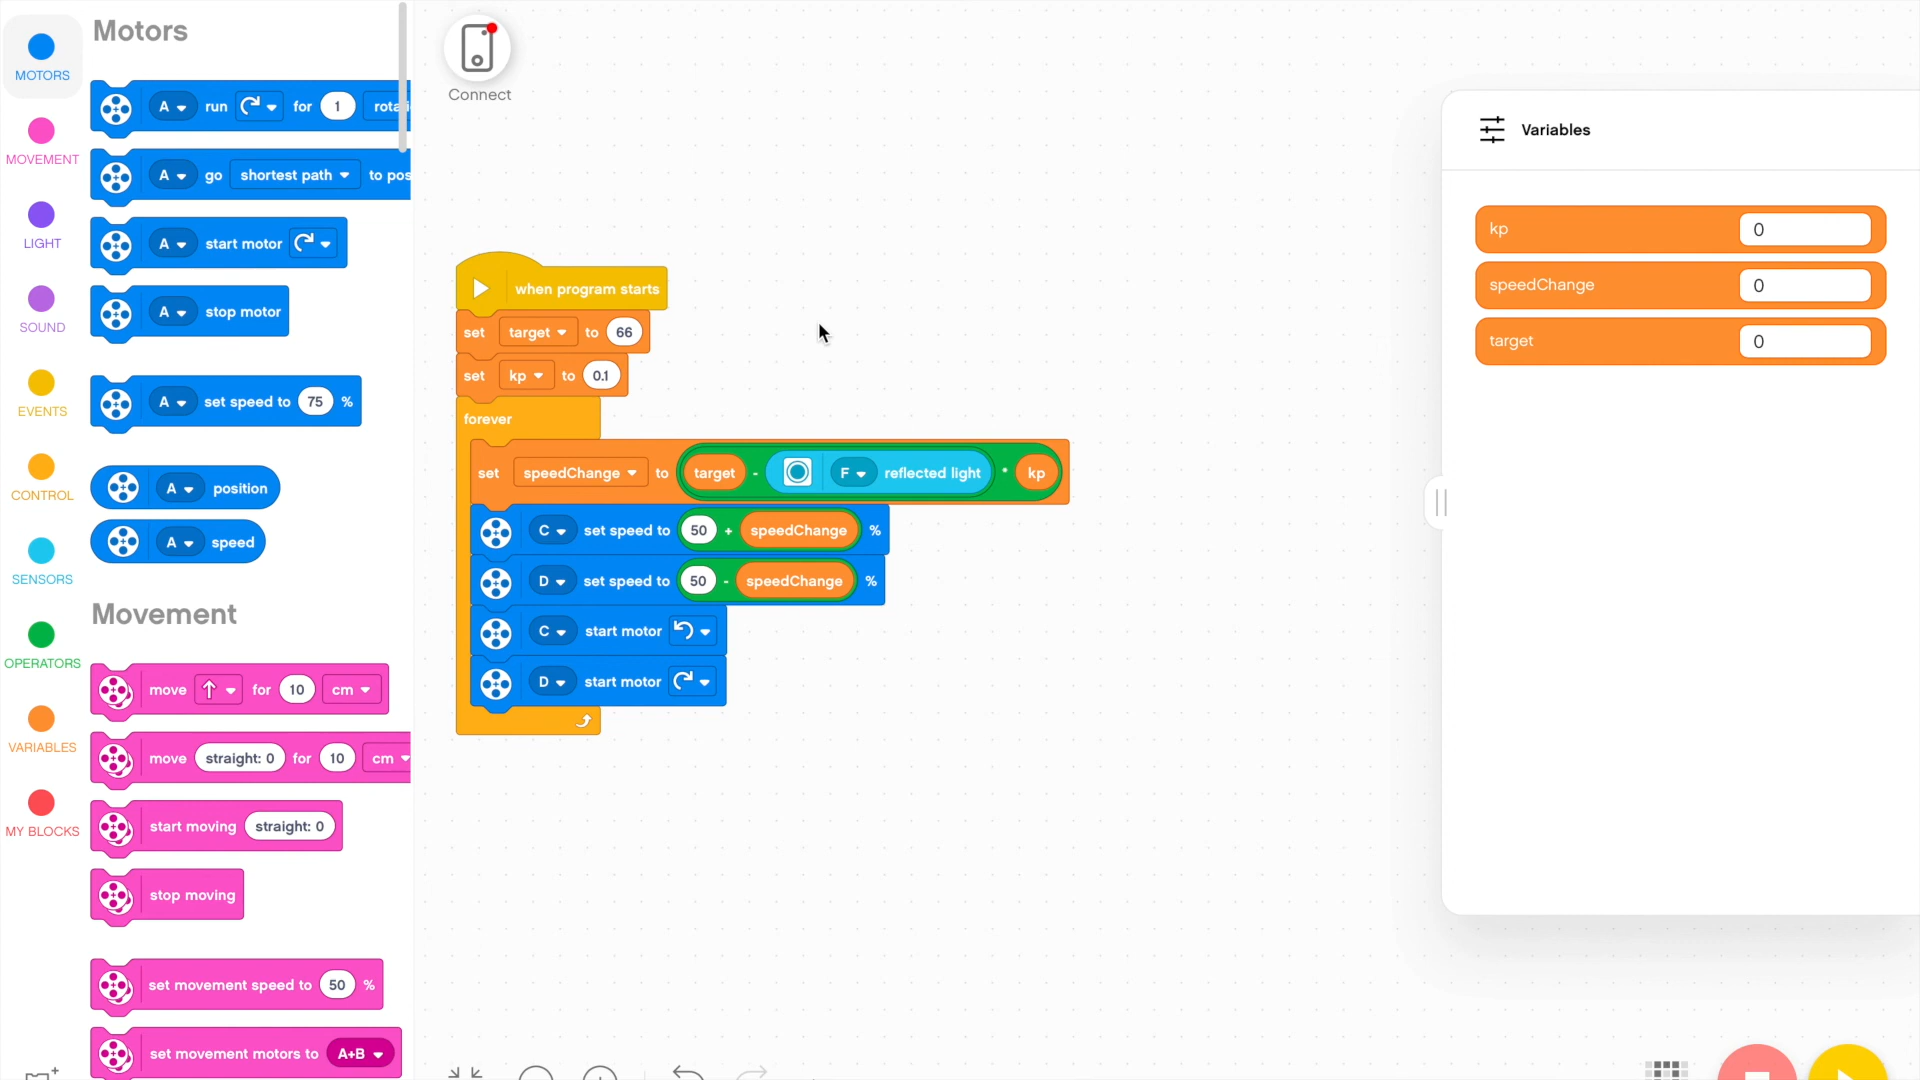 Motors
MOTORS
A run for 1 rotati
A go shortest path to pos
A start motor
A stop motor
A set speed to 75 %
A position
A speed
Movement
move for 10 cm
move straight: 0 for 10 cm
start moving straight: 0
stop moving
set movement speed to 50 %
set movement motors to A+B
MOVEMENT
LIGHT
SOUND
EVENTS
CONTROL
SENSORS
OPERATORS
VARIABLES
MY BLOCKS
Connect
when program starts
set target to 66
set kp to 0.1
forever
set speedChange to target - F reflected light * kp
C set speed to 50 + speedChange %
D set speed to 50 - speedChange %
C start motor
D start motor
Variables
kp 0
speedChange 0
target 0